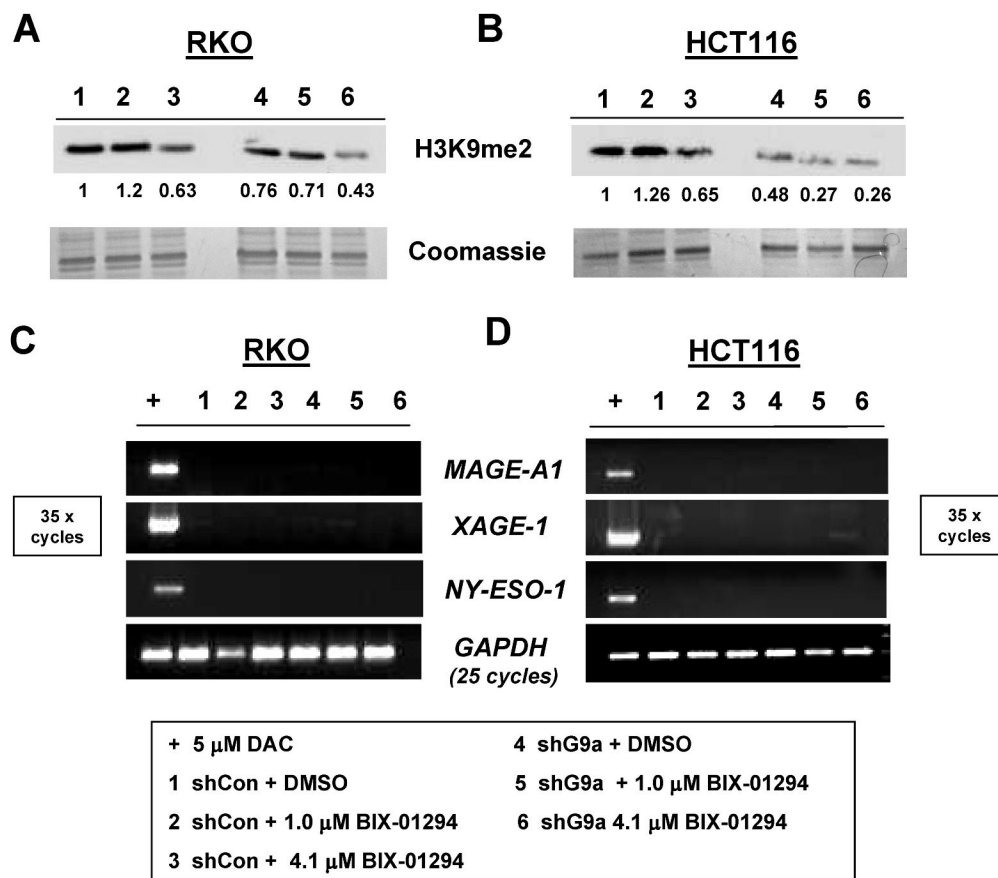 A
RKO
1 2 3 4 5 6
1 1.2 0.63 0.76 0.71 0.43
B
HCT116
1 2 3 4 5 6
1 1.26 0.65 0.48 0.27 0.26
H3K9me2
Coomassie
C
RKO
+ 1 2 3 4 5 6
D
HCT116
+ 1 2 3 4 5 6
35 x
cycles
MAGE-A1
XAGE-1
NY-ESO-1
GAPDH
(25 cycles)
35 x
cycles
+ 5 µM DAC
1 shCon + DMSO
2 shCon + 1.0 µM BIX-01294
3 shCon + 4.1 µM BIX-01294
4 shG9a + DMSO
5 shG9a + 1.0 µM BIX-01294
6 shG9a 4.1 µM BIX-01294